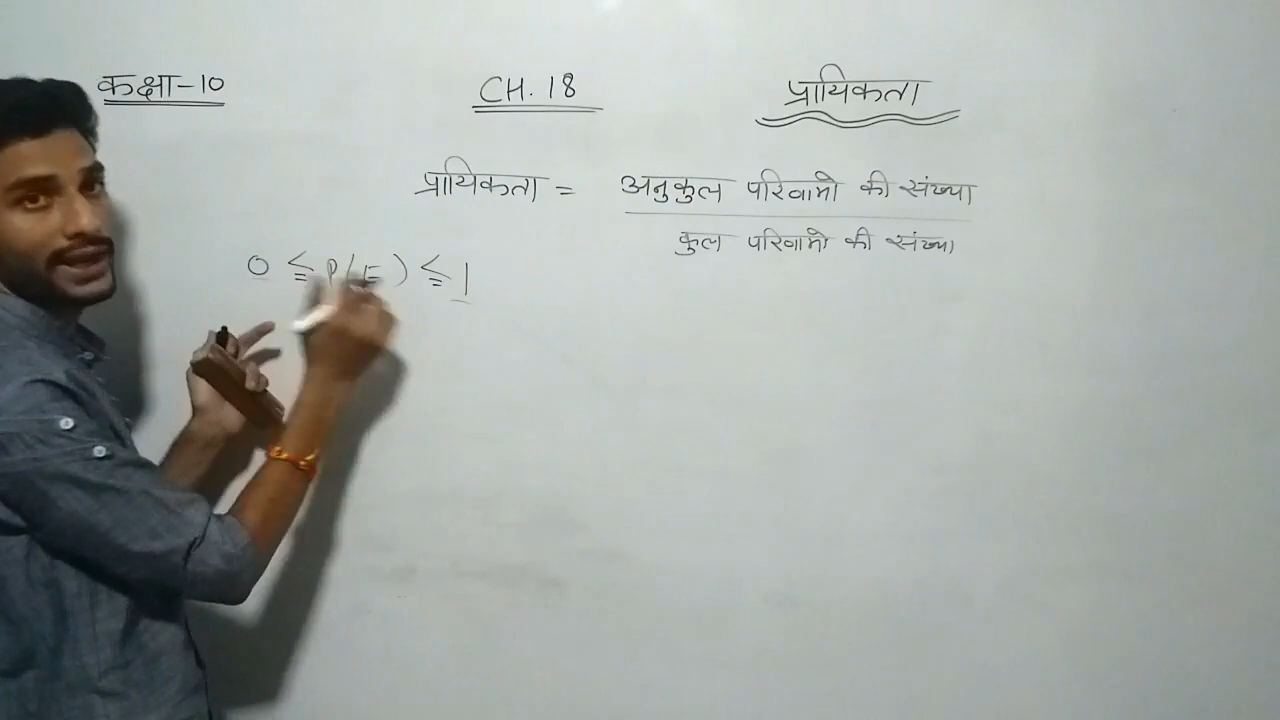 कक्षा-10 CH. 18 प्रायिकता
प्रायिकता = अनुकुल परिवामो की संख्या
कुल परिवामो की संख्या
0 ≤ P(E) ≤ 1